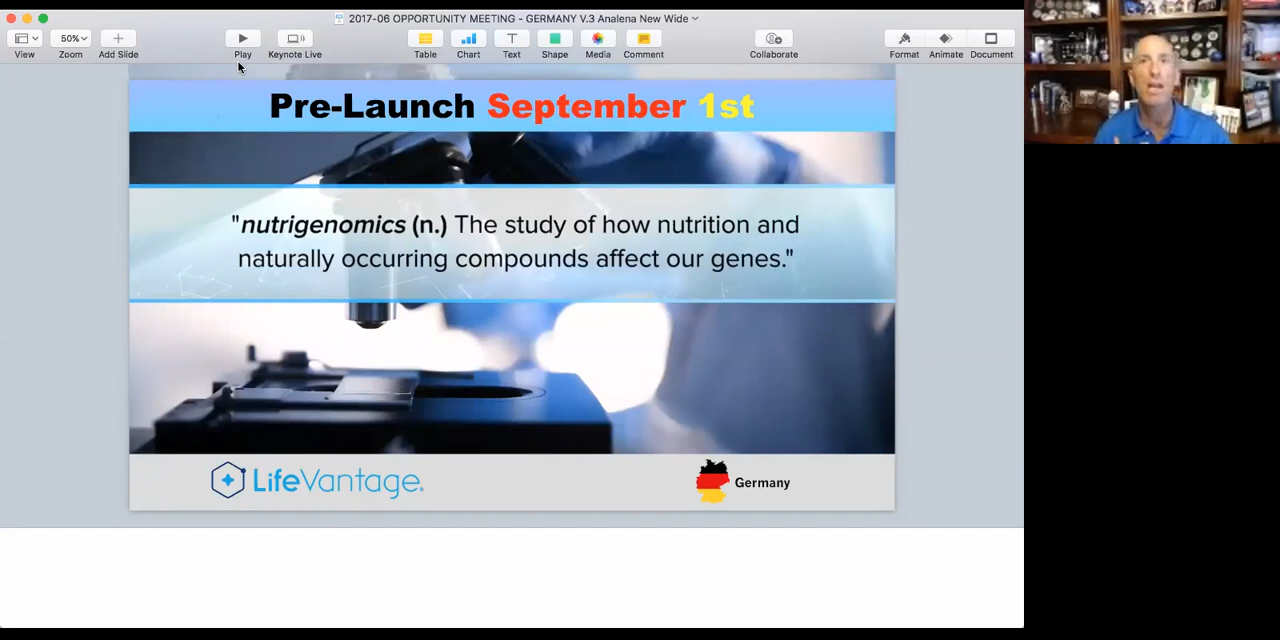 2017-06 OPPORTUNITY MEETING - GERMANY V.3 Analena New Wide
50%
View
Zoom
Add Slide
Play
Keynote Live
Table
Chart
Text
Shape
Media
Comment
Collaborate
Format
Animate
Document
Pre-Launch September 1st
"nutrigenomics (n.) The study of how nutrition and
naturally occurring compounds affect our genes."
LifeVantage®
Germany